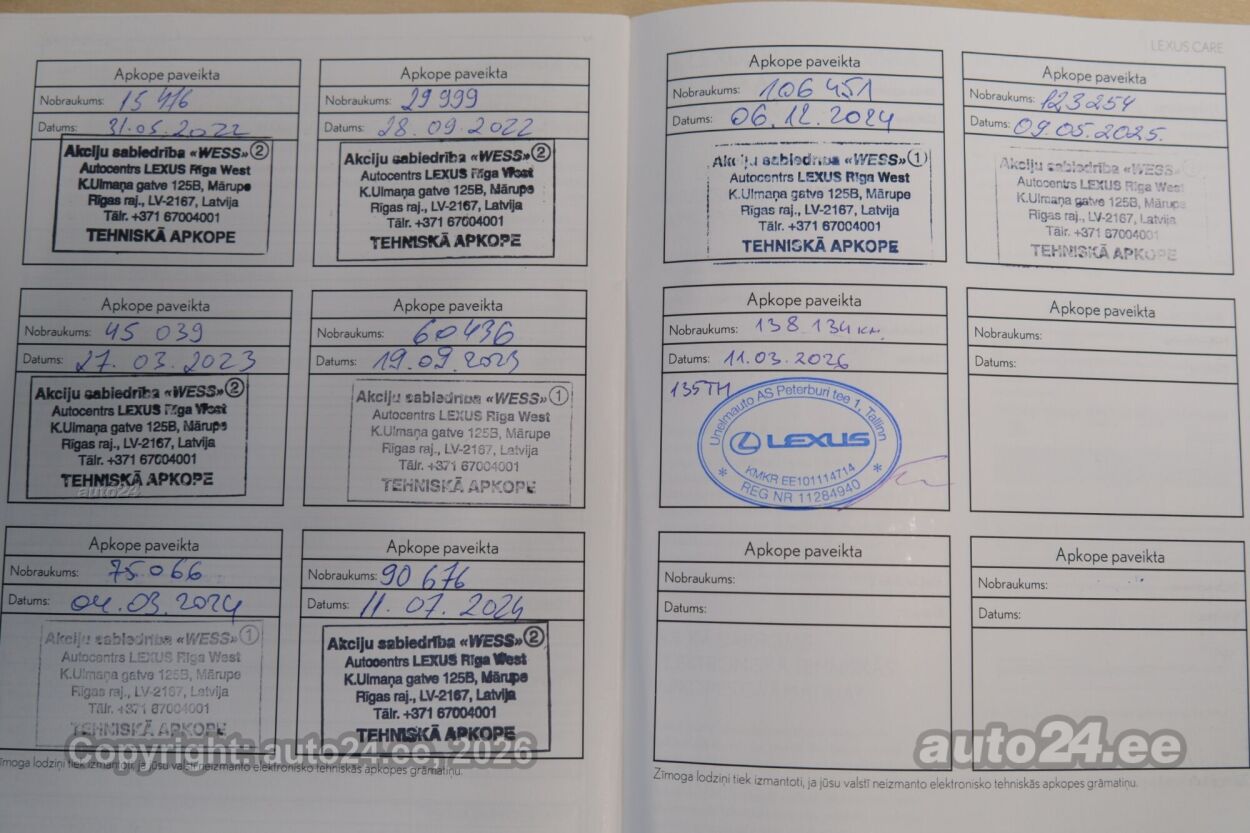 LEXUS CARE
Apkope paveikta
Nobraukums: 15 416
Datums: 31.05.2022
Akciju sabiedrība «WESS» 2
Autocentrs LEXUS Rīga West
K.Ulmaņa gatve 125B, Mārupe
Rīgas raj., LV-2167, Latvija
Tālr. +371 67004001
TEHNISKĀ APKOPE
Apkope paveikta
Nobraukums: 29 999
Datums: 28.09.2022
Akciju sabiedrība «WESS» 2
Autocentrs LEXUS Rīga West
K.Ulmaņa gatve 125B, Mārupe
Rīgas raj., LV-2167, Latvija
Tālr. +371 67004001
TEHNISKĀ APKOPE
Apkope paveikta
Nobraukums: 45 039
Datums: 27.03.2023
Akciju sabiedrība «WESS» 2
Autocentrs LEXUS Rīga West
K.Ulmaņa gatve 125B, Mārupe
Rīgas raj., LV-2167, Latvija
Tālr. +371 67004001
TEHNISKĀ APKOPE
auto24
Apkope paveikta
Nobraukums: 60436
Datums: 19.09.2023
Akciju sabiedrība «WESS» 1
Autocentrs LEXUS Rīga West
K.Ulmaņa gatve 125B, Mārupe
Rīgas raj., LV-2167, Latvija
Tālr. +371 67004001
TEHNISKĀ APKOPE
Apkope paveikta
Nobraukums: 75 066
Datums: 04.03.2024
Akciju sabiedrība «WESS» 1
Autocentrs LEXUS Rīga West
K.Ulmaņa gatve 125B, Mārupe
Rīgas raj., LV-2167, Latvija
Tālr. +371 67004001
TEHNISKĀ APKOPE
Apkope paveikta
Nobraukums: 90 676
Datums: 11.07.2024
Akciju sabiedrība «WESS» 2
Autocentrs LEXUS Rīga West
K.Ulmaņa gatve 125B, Mārupe
Rīgas raj., LV-2167, Latvija
Tālr. +371 67004001
TEHNISKĀ APKOPE
Copyright: auto24.ee, 2026
Zīmoga lodziņi tiek izmantoti, ja jūsu valstī neizmanto elektronisko tehniskās apkopes grāmatiņu.
Apkope paveikta
Nobraukums: 106 451
Datums: 06.12.2024
Akciju sabiedrība «WESS» 1
Autocentrs LEXUS Rīga West
K.Ulmaņa gatve 125B, Mārupe
Rīgas raj., LV-2167, Latvija
Tālr. +371 67004001
TEHNISKĀ APKOPE
Apkope paveikta
Nobraukums: 123254
Datums: 09.05.2025.
Akciju sabiedrība «WESS»
Autocentrs LEXUS Rīga West
K.Ulmaņa gatve 125B, Mārupe
Rīgas raj., LV-2167, Latvija
Tālr. +371 67004001
TEHNISKĀ APKOPE
Apkope paveikta
Nobraukums: 138 134 km.
Datums: 11.03.2026
135TH
Unelmauto AS Peterburi tee 1, Tallinn
LEXUS
KMKR EE101114714
REG NR 11284940
Apkope paveikta
Nobraukums:
Datums:
Apkope paveikta
Nobraukums:
Datums:
Apkope paveikta
Nobraukums:
Datums:
auto24.ee
Zīmoga lodziņi tiek izmantoti, ja jūsu valstī neizmanto elektronisko tehniskās apkopes grāmatiņu.